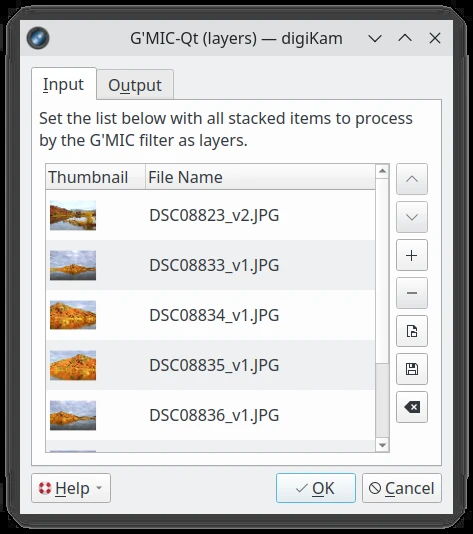 G'MIC-Qt (layers) — digiKam
Input
Output
Set the list below with all stacked items to process
by the G'MIC filter as layers.
Thumbnail File Name
DSC08823_v2.JPG
DSC08833_v1.JPG
DSC08834_v1.JPG
DSC08835_v1.JPG
DSC08836_v1.JPG
Help OK Cancel